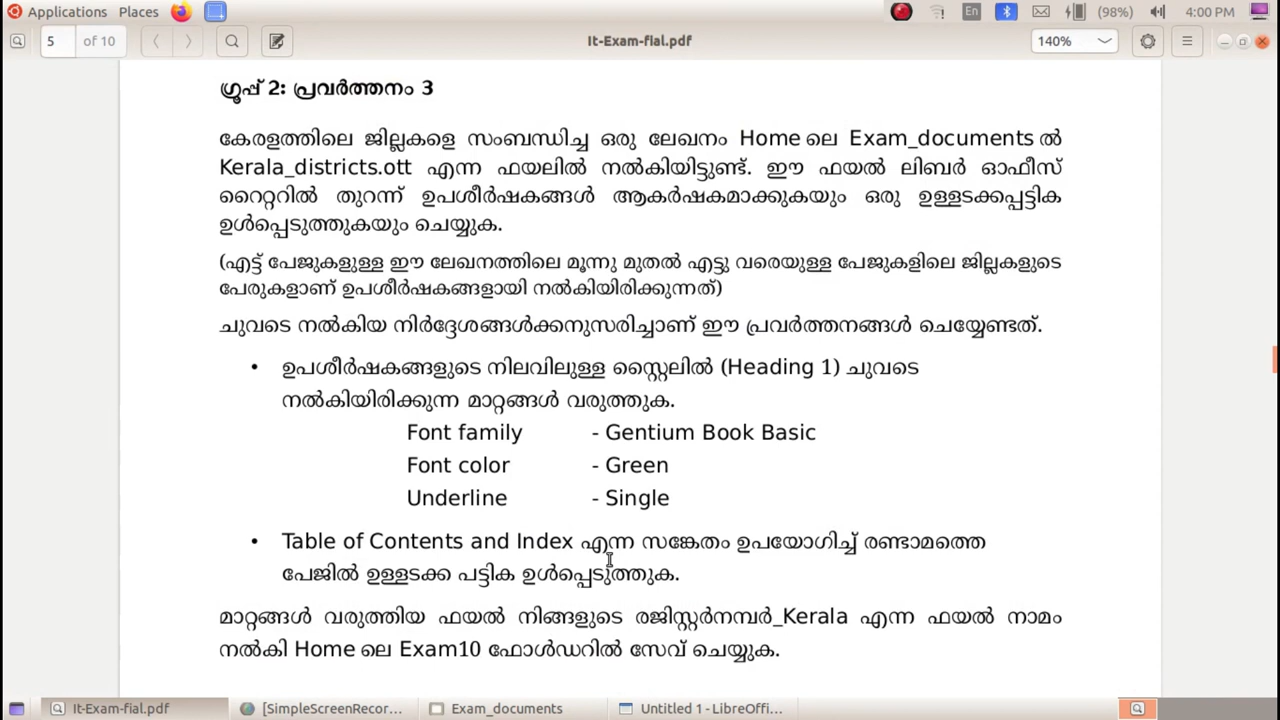 Applications Places En (98%) 4:00 PM
5 of 10 It-Exam-fial.pdf 140%
ഗ്രൂപ്പ് 2: പ്രവർത്തനം 3
കേരളത്തിലെ ജില്ലകളെ സംബന്ധിച്ച ഒരു ലേഖനം Home ലെ Exam_documents ൽ
Kerala_districts.ott എന്ന ഫയലിൽ നൽകിയിട്ടുണ്ട്. ഈ ഫയൽ ലിബർ ഓഫീസ്
റൈറ്ററിൽ തുറന്ന് ഉപശീർഷകങ്ങൾ ആകർഷകമാക്കുകയും ഒരു ഉള്ളടക്കപ്പട്ടിക
ഉൾപ്പെടുത്തുകയും ചെയ്യുക.
(എട്ട് പേജുകളുള്ള ഈ ലേഖനത്തിലെ മൂന്നു മുതൽ എട്ടു വരെയുള്ള പേജുകളിലെ ജില്ലകളുടെ
പേരുകളാണ് ഉപശീർഷകങ്ങളായി നൽകിയിരിക്കുന്നത്)
ചുവടെ നൽകിയ നിർദ്ദേശങ്ങൾക്കനുസരിച്ചാണ് ഈ പ്രവർത്തനങ്ങൾ ചെയ്യേണ്ടത്.
• ഉപശീർഷകങ്ങളുടെ നിലവിലുള്ള സ്റ്റൈലിൽ (Heading 1) ചുവടെ
നൽകിയിരിക്കുന്ന മാറ്റങ്ങൾ വരുത്തുക.
Font family - Gentium Book Basic
Font color - Green
Underline - Single
• Table of Contents and Index എന്ന സങ്കേതം ഉപയോഗിച്ച് രണ്ടാമത്തെ
പേജിൽ ഉള്ളടക്ക പട്ടിക ഉൾപ്പെടുത്തുക.
മാറ്റങ്ങൾ വരുത്തിയ ഫയൽ നിങ്ങളുടെ രജിസ്റ്റർനമ്പർ_Kerala എന്ന ഫയൽ നാമം
നൽകി Home ലെ Exam10 ഫോൾഡറിൽ സേവ് ചെയ്യുക.
It-Exam-fial.pdf [SimpleScreenRecor... Exam_documents Untitled 1 - LibreOffi...